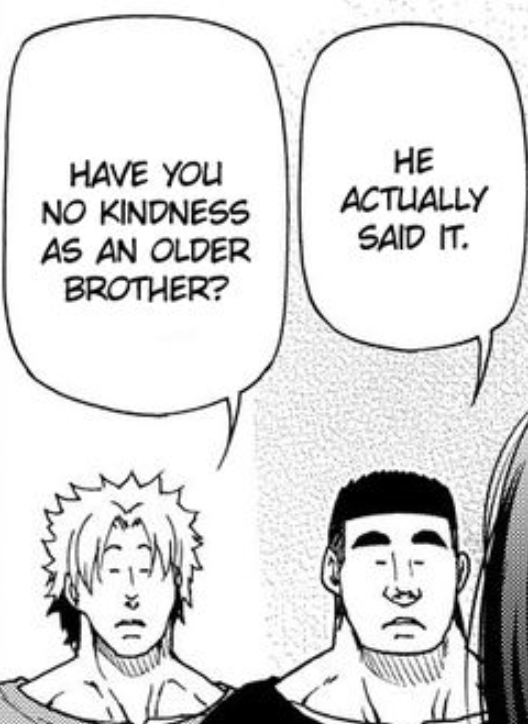 HE
ACTUALLY
SAID IT.
HAVE YOU
NO KINDNESS
AS AN OLDER
BROTHER?